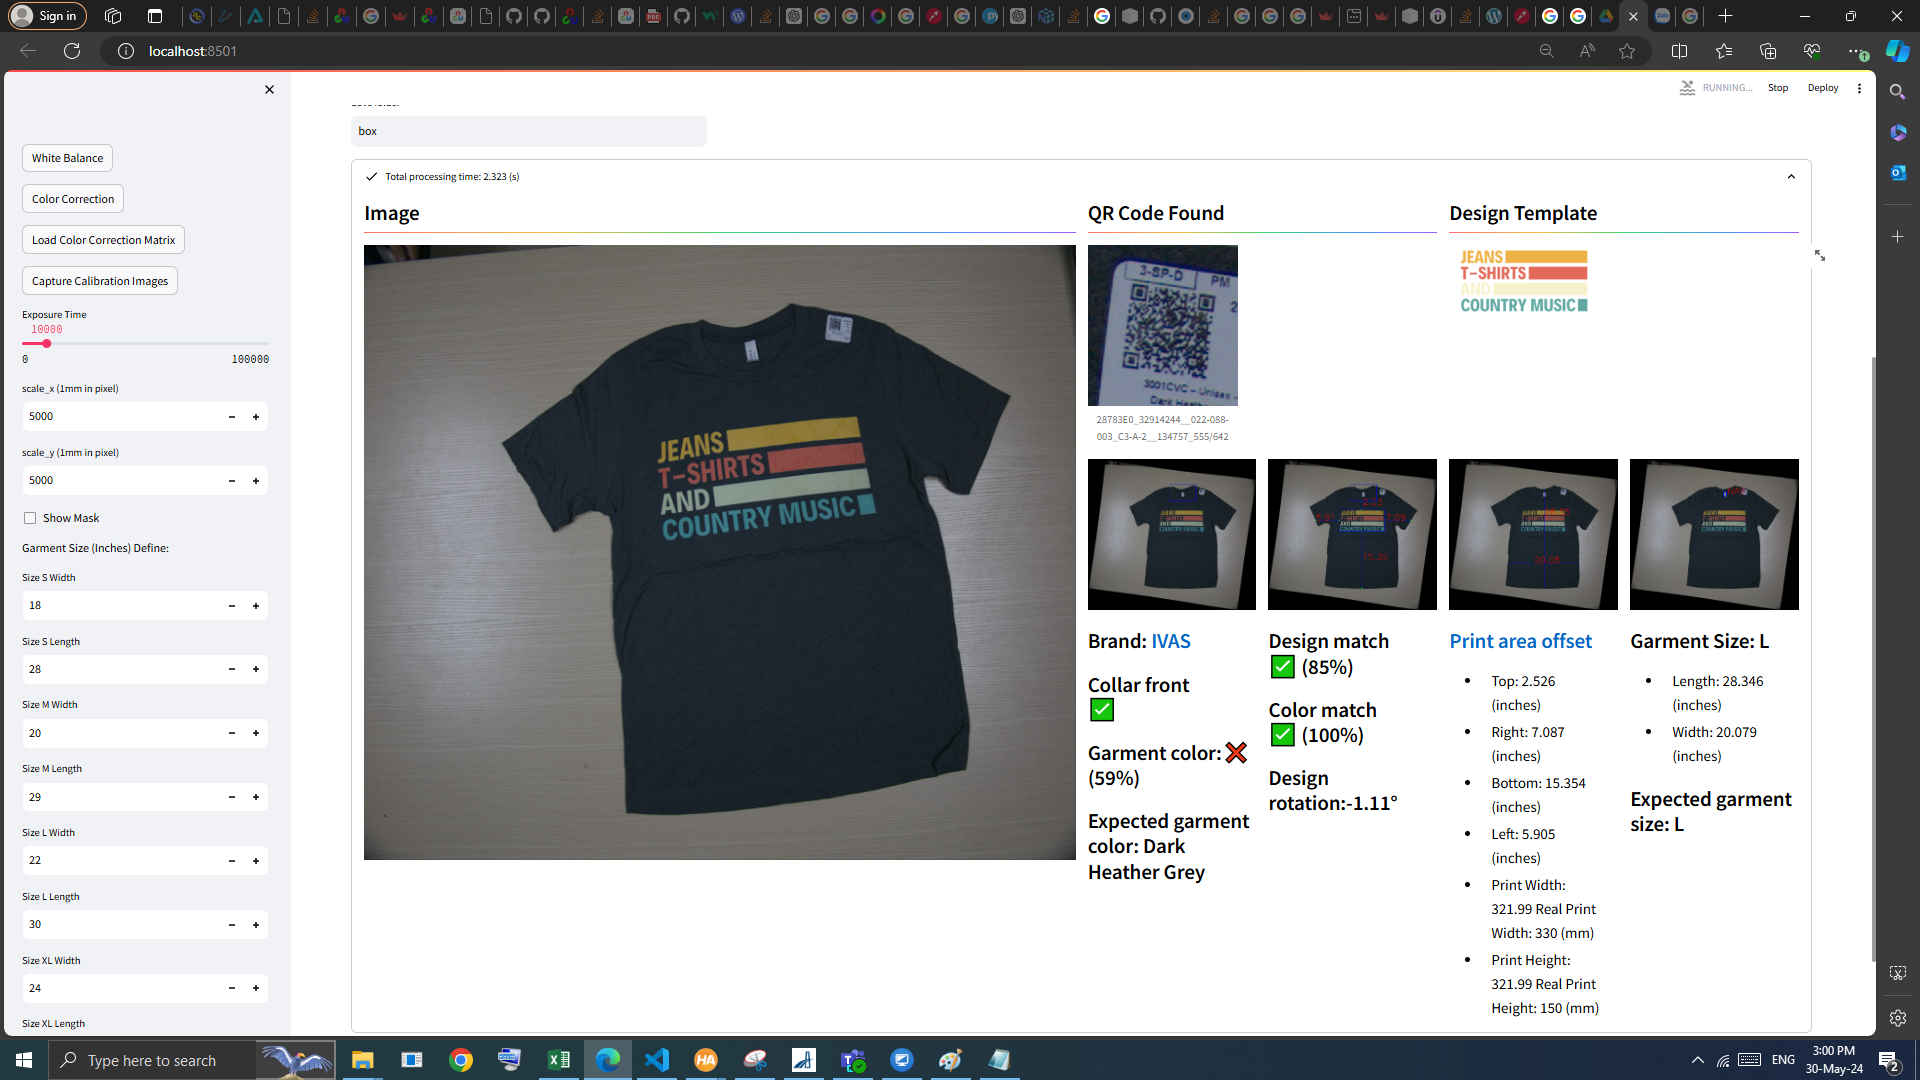 Sign in
localhost:8501
RUNNING...
Stop
Deploy
White Balance
Color Correction
Load Color Correction Matrix
Capture Calibration Images
Exposure Time
10000
0
100000
scale_x (1mm in pixel)
5000
scale_y (1mm in pixel)
5000
Show Mask
Garment Size (Inches) Define:
Size S Width
18
Size S Length
28
Size M Width
20
Size M Length
29
Size L Width
22
Size L Length
30
Size XL Width
24
Size XL Length
box
Total processing time: 2.323 (s)
Image
JEANS
T-SHIRTS
AND
COUNTRY MUSIC
QR Code Found
3-SP-D
PM
3001CVC – Unisex
28783E0_32914244__022-088-
003_C3-A-2__134757_555/642
Design Template
JEANS
T-SHIRTS
AND
COUNTRY MUSIC
Brand: IVAS
Collar front
Garment color:
(59%)
Expected garment
color: Dark
Heather Grey
Design match
(85%)
Color match
(100%)
Design
rotation:-1.11°
Print area offset
Top: 2.526
(inches)
Right: 7.087
(inches)
Bottom: 15.354
(inches)
Left: 5.905
(inches)
Print Width:
321.99 Real Print
Width: 330 (mm)
Print Height:
321.99 Real Print
Height: 150 (mm)
Garment Size: L
Length: 28.346
(inches)
Width: 20.079
(inches)
Expected garment
size: L
Type here to search
ENG
3:00 PM
30-May-24
2